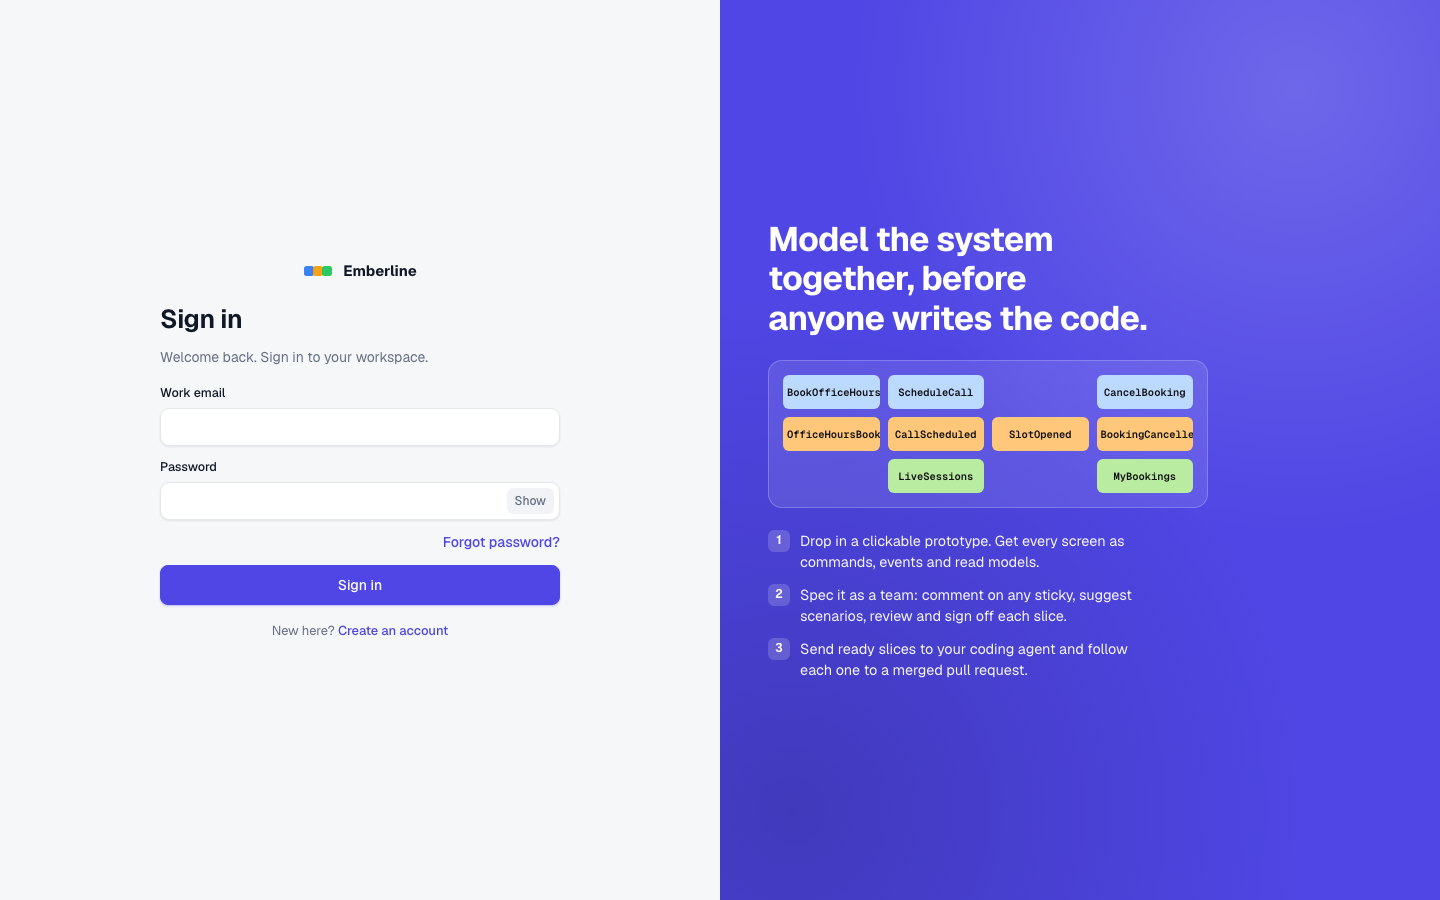 Emberline
Sign in
Welcome back. Sign in to your workspace.
Work email
Password
Show
Forgot password?
Sign in
New here? Create an account
Model the system
together, before
anyone writes the code.
BookOfficeHours ScheduleCall CancelBooking
OfficeHoursBook CallScheduled SlotOpened BookingCancelle
LiveSessions MyBookings
1 Drop in a clickable prototype. Get every screen as
commands, events and read models.
2 Spec it as a team: comment on any sticky, suggest
scenarios, review and sign off each slice.
3 Send ready slices to your coding agent and follow
each one to a merged pull request.